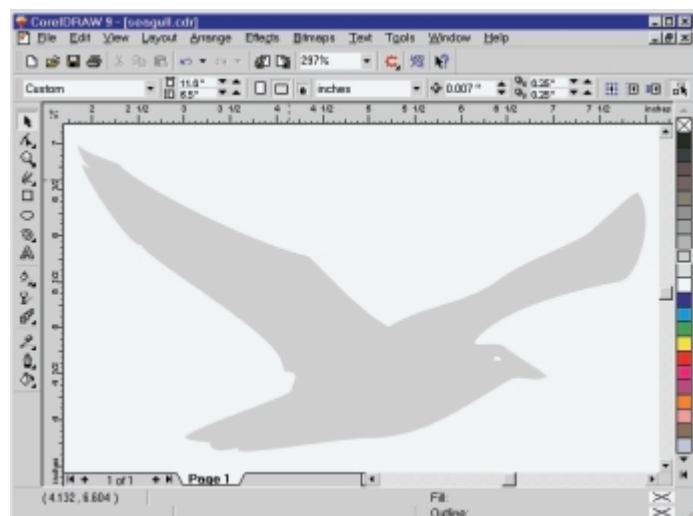 CorelDRAW 9 - [seagull.cdr]
File Edit View Layout Arrange Effects Bitmaps Text Tools Window Help
297%
Custom 11.0" 8.5" inches 0.007" 0.25" 0.25"
2 2 1/2 3 3 1/2 4 4 1/2 5 5 1/2 6 6 1/2 7 7 1/2 inches
1 of 1 Page 1
(4.132, 6.604) Fill:
Outline: